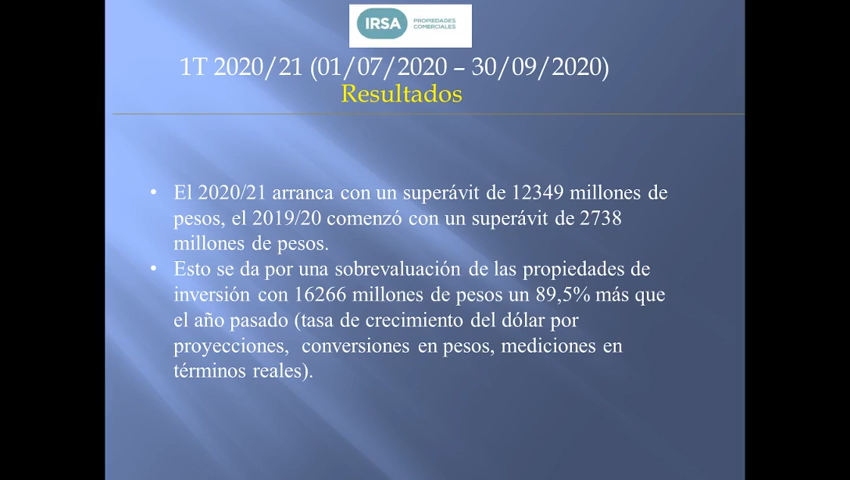 IRSA PROPIEDADES
COMERCIALES
1T 2020/21 (01/07/2020 – 30/09/2020)
Resultados
• El 2020/21 arranca con un superávit de 12349 millones de
pesos, el 2019/20 comenzó con un superávit de 2738
millones de pesos.
• Esto se da por una sobrevaluación de las propiedades de
inversión con 16266 millones de pesos un 89,5% más que
el año pasado (tasa de crecimiento del dólar por
proyecciones, conversiones en pesos, mediciones en
términos reales).